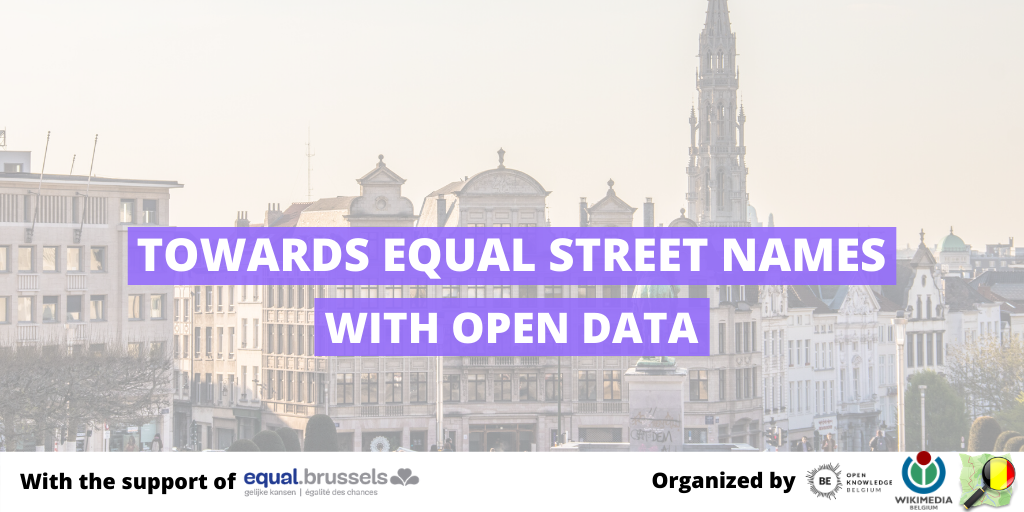 TOWARDS EQUAL STREET NAMES
WITH OPEN DATA
With the support of
equal.brussels
gelijke kansen | égalité des chances
Organized by
BE
OPEN
KNOWLEDGE
BELGIUM
WIKIMEDIA
BELGIUM